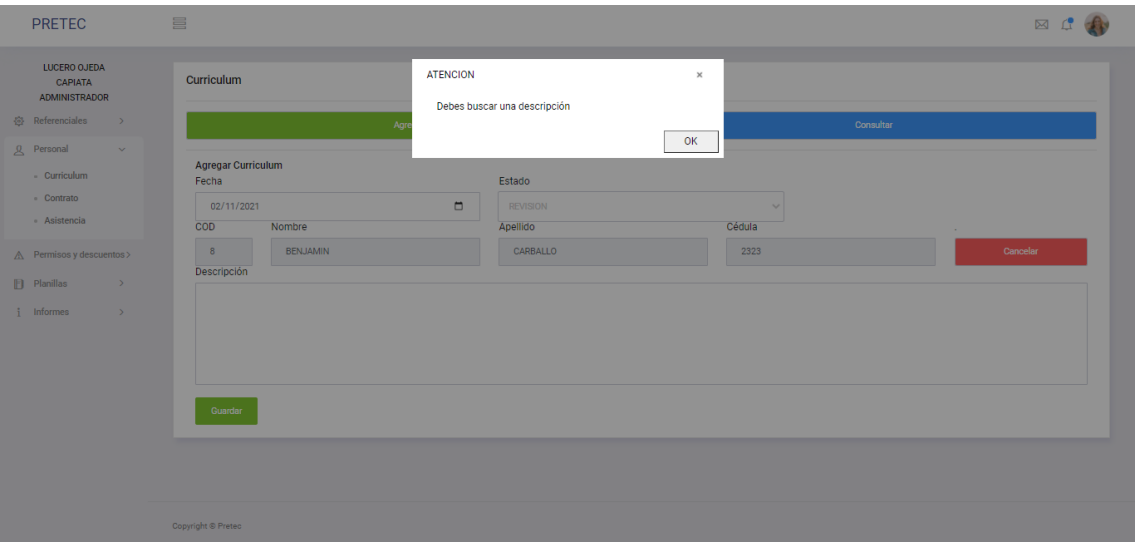 PRETEC
LUCERO OJEDA
CAPIATA
ADMINISTRADOR
Referenciales
Personal
Curriculum
Contrato
Asistencia
Permisos y descuentos
Planillas
Informes
Curriculum
ATENCION
Debes buscar una descripción
OK
Agre
Consultar
Agregar Curriculum
Fecha Estado
02/11/2021 REVISION
COD Nombre Apellido Cédula .
8 BENJAMIN CARBALLO 2323 Cancelar
Descripción
Guardar
Copyright © Pretec